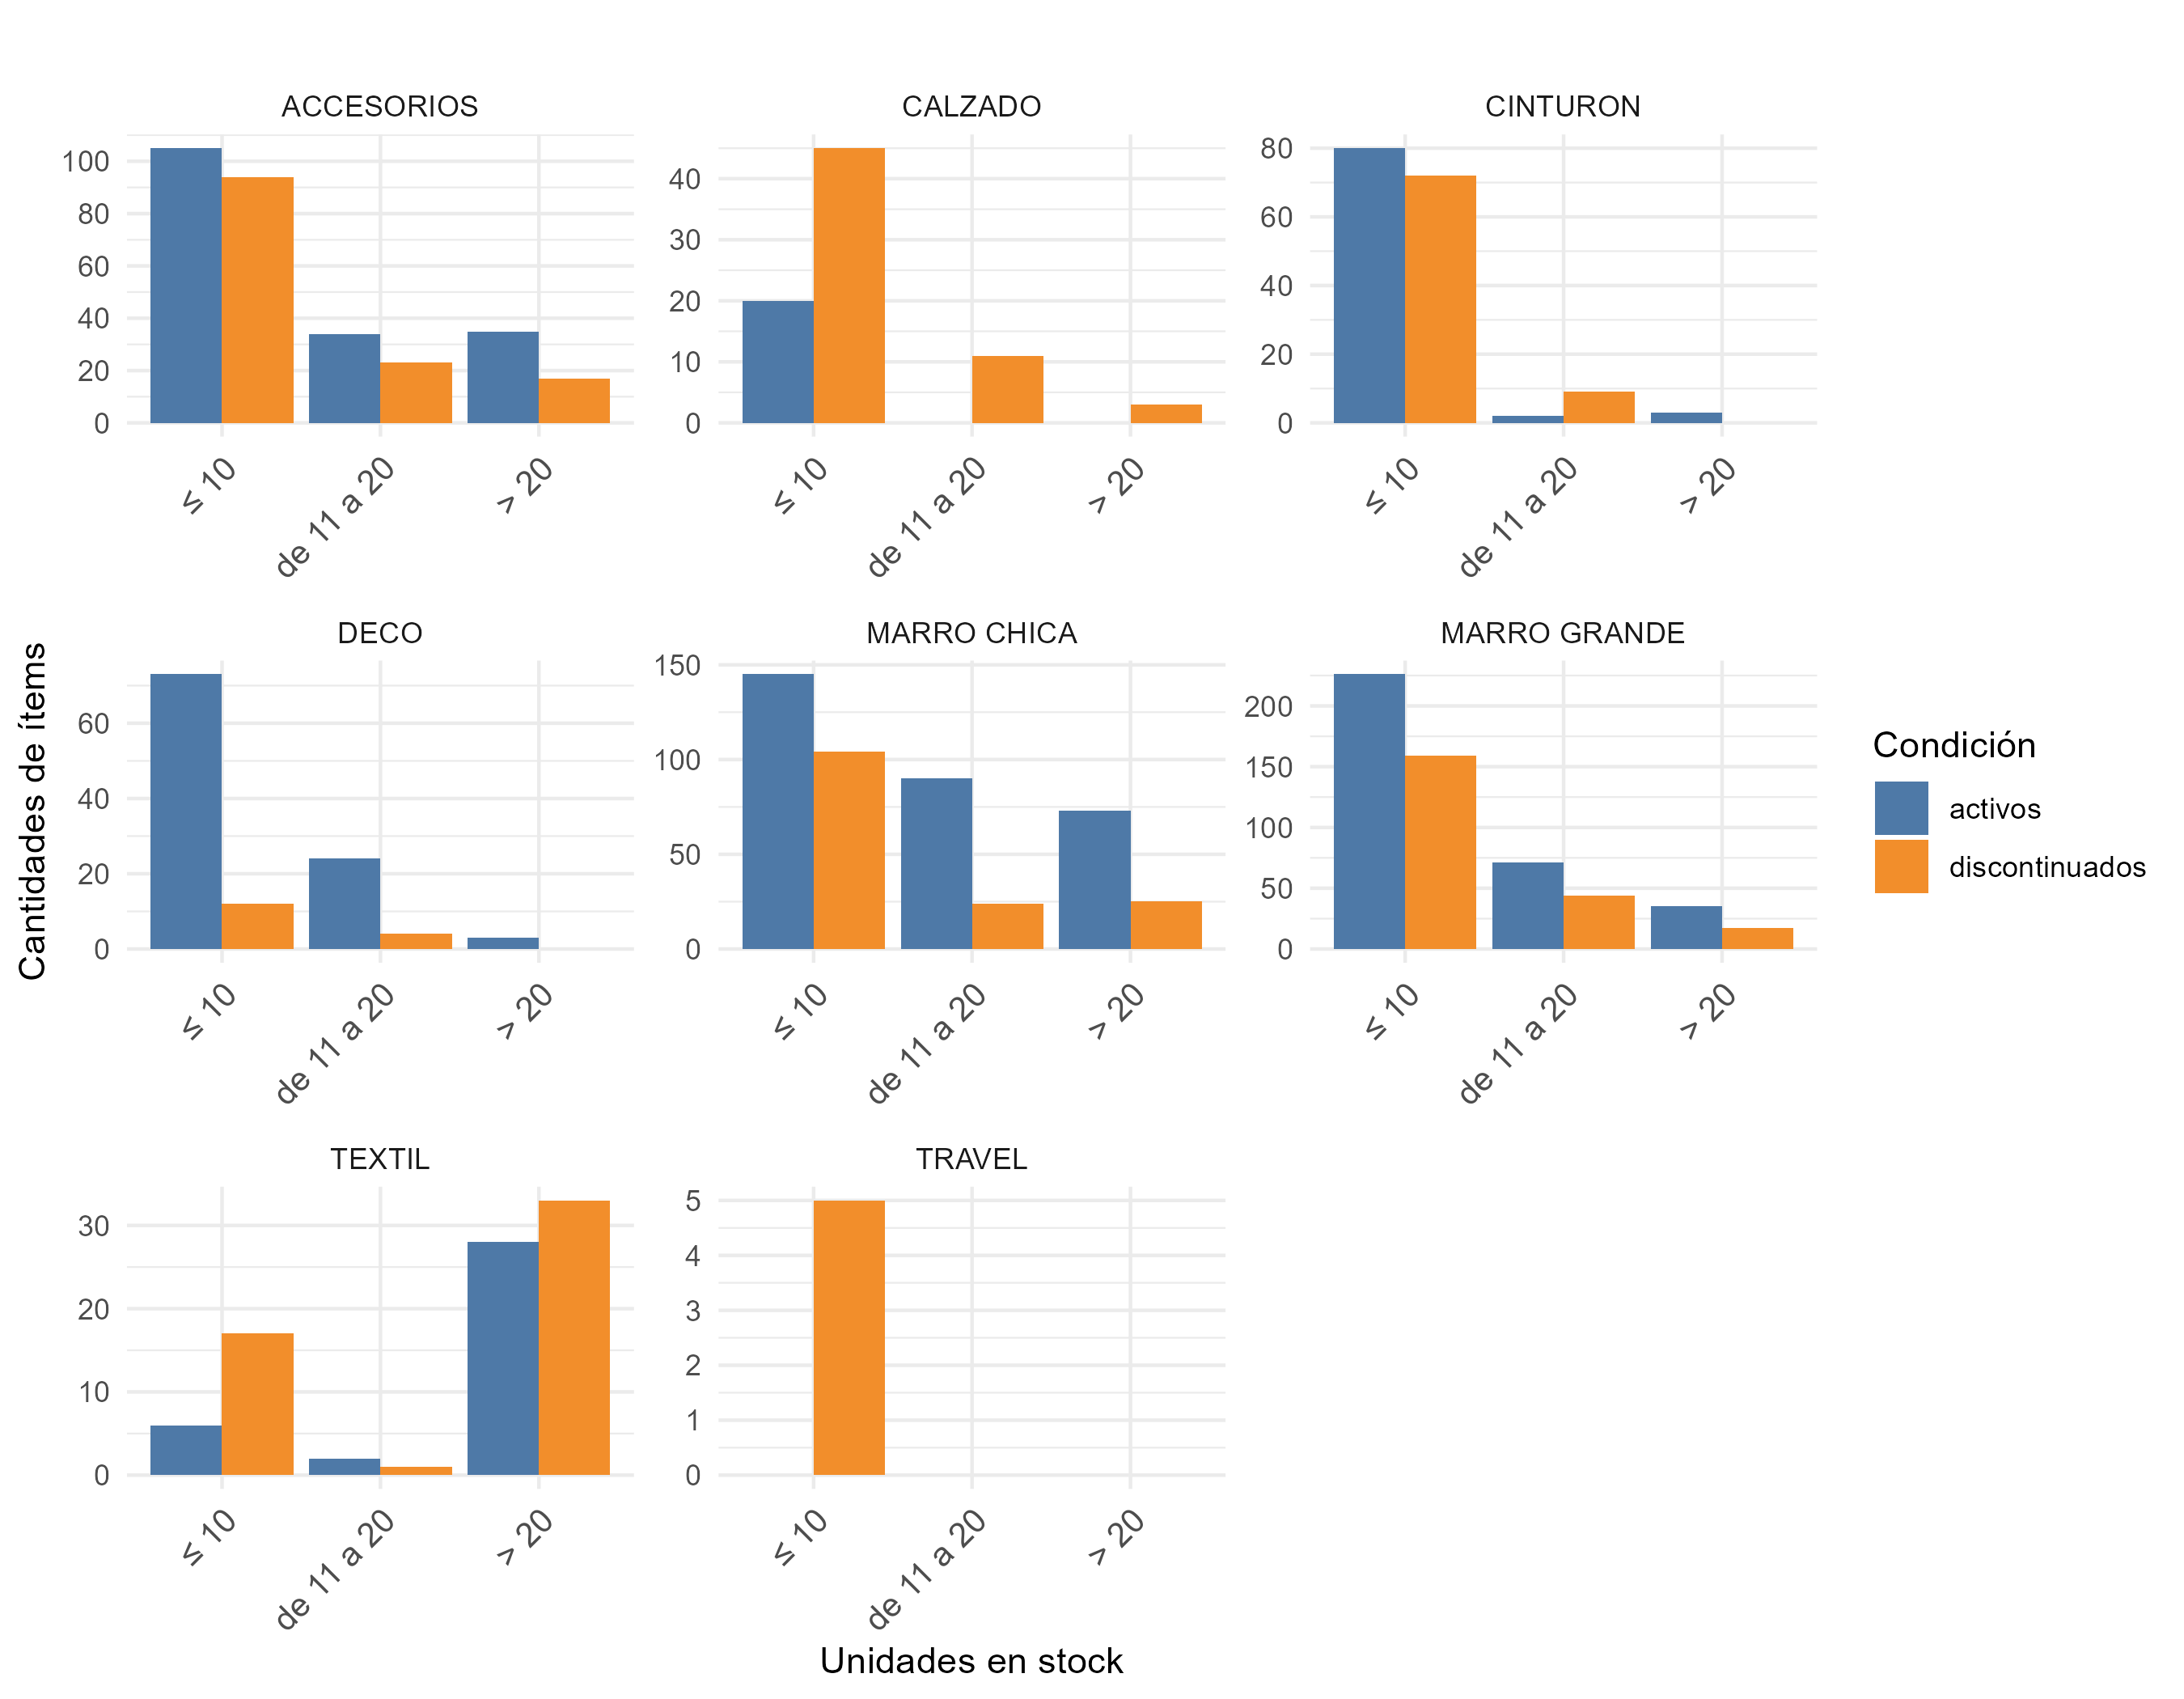 ACCESORIOS
CALZADO
CINTURON
100
80
60
40
20
0
40
30
20
10
0
80
60
40
20
0
≤ 10
de 11 a 20
> 20
≤ 10
de 11 a 20
> 20
≤ 10
de 11 a 20
> 20
DECO
MARRO CHICA
MARRO GRANDE
60
40
20
0
150
100
50
0
200
150
100
50
0
≤ 10
de 11 a 20
> 20
≤ 10
de 11 a 20
> 20
≤ 10
de 11 a 20
> 20
TEXTIL
TRAVEL
30
20
10
0
5
4
3
2
1
0
≤ 10
de 11 a 20
> 20
≤ 10
de 11 a 20
> 20
Cantidades de ítems
Unidades en stock
Condición
activos
discontinuados